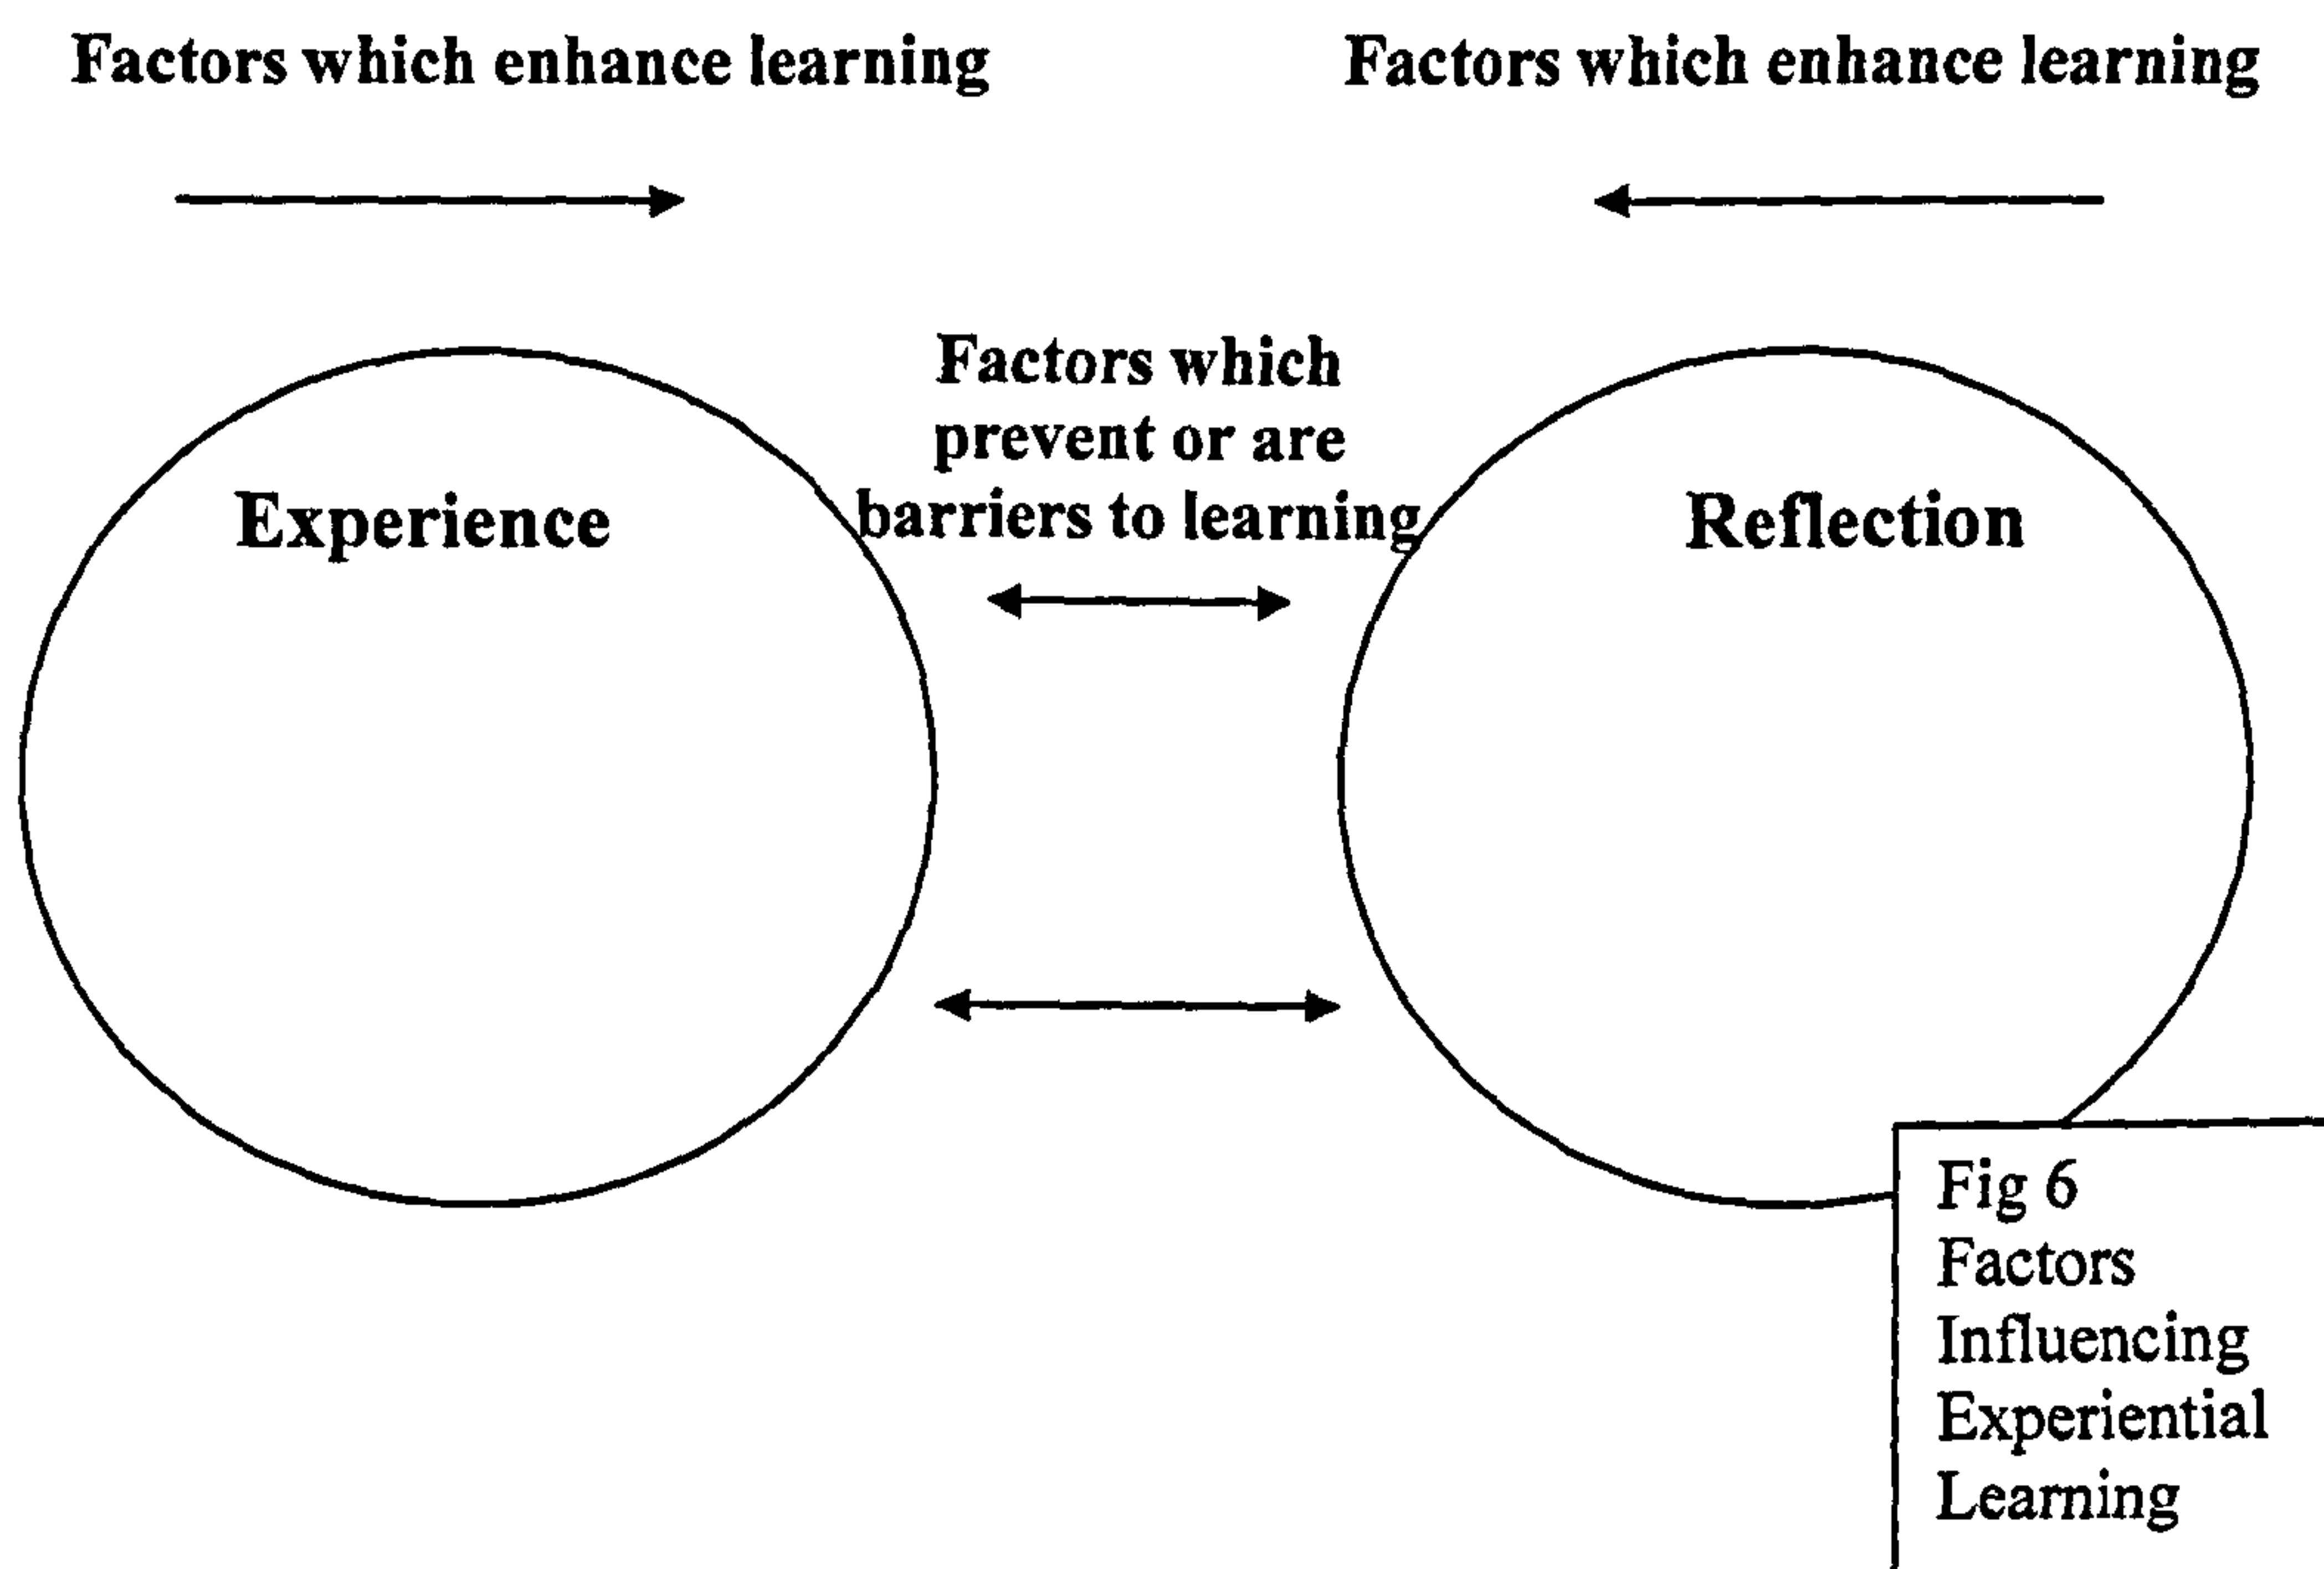 Factors which enhance learning
Factors which enhance learning
Factors which
prevent or are
barriers to learning
Experience
Reflection
Fig 6
Factors
Influencing
Experiential
Learning